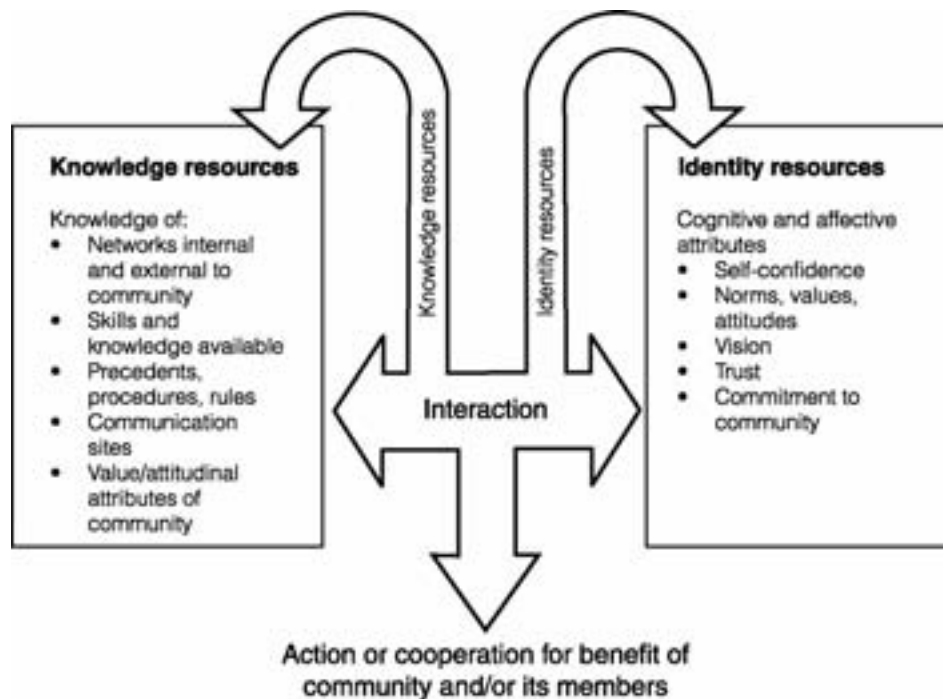 Knowledge resources
Knowledge of:
• Networks internal
and external to
community
• Skills and
knowledge available
• Precedents,
procedures, rules
• Communication
sites
• Value/attitudinal
attributes of
community
Knowledge resources
Identity resources
Interaction
Identity resources
Cognitive and affective
attributes
• Self-confidence
• Norms, values,
attitudes
• Vision
• Trust
• Commitment to
community
Action or cooperation for benefit of
community and/or its members